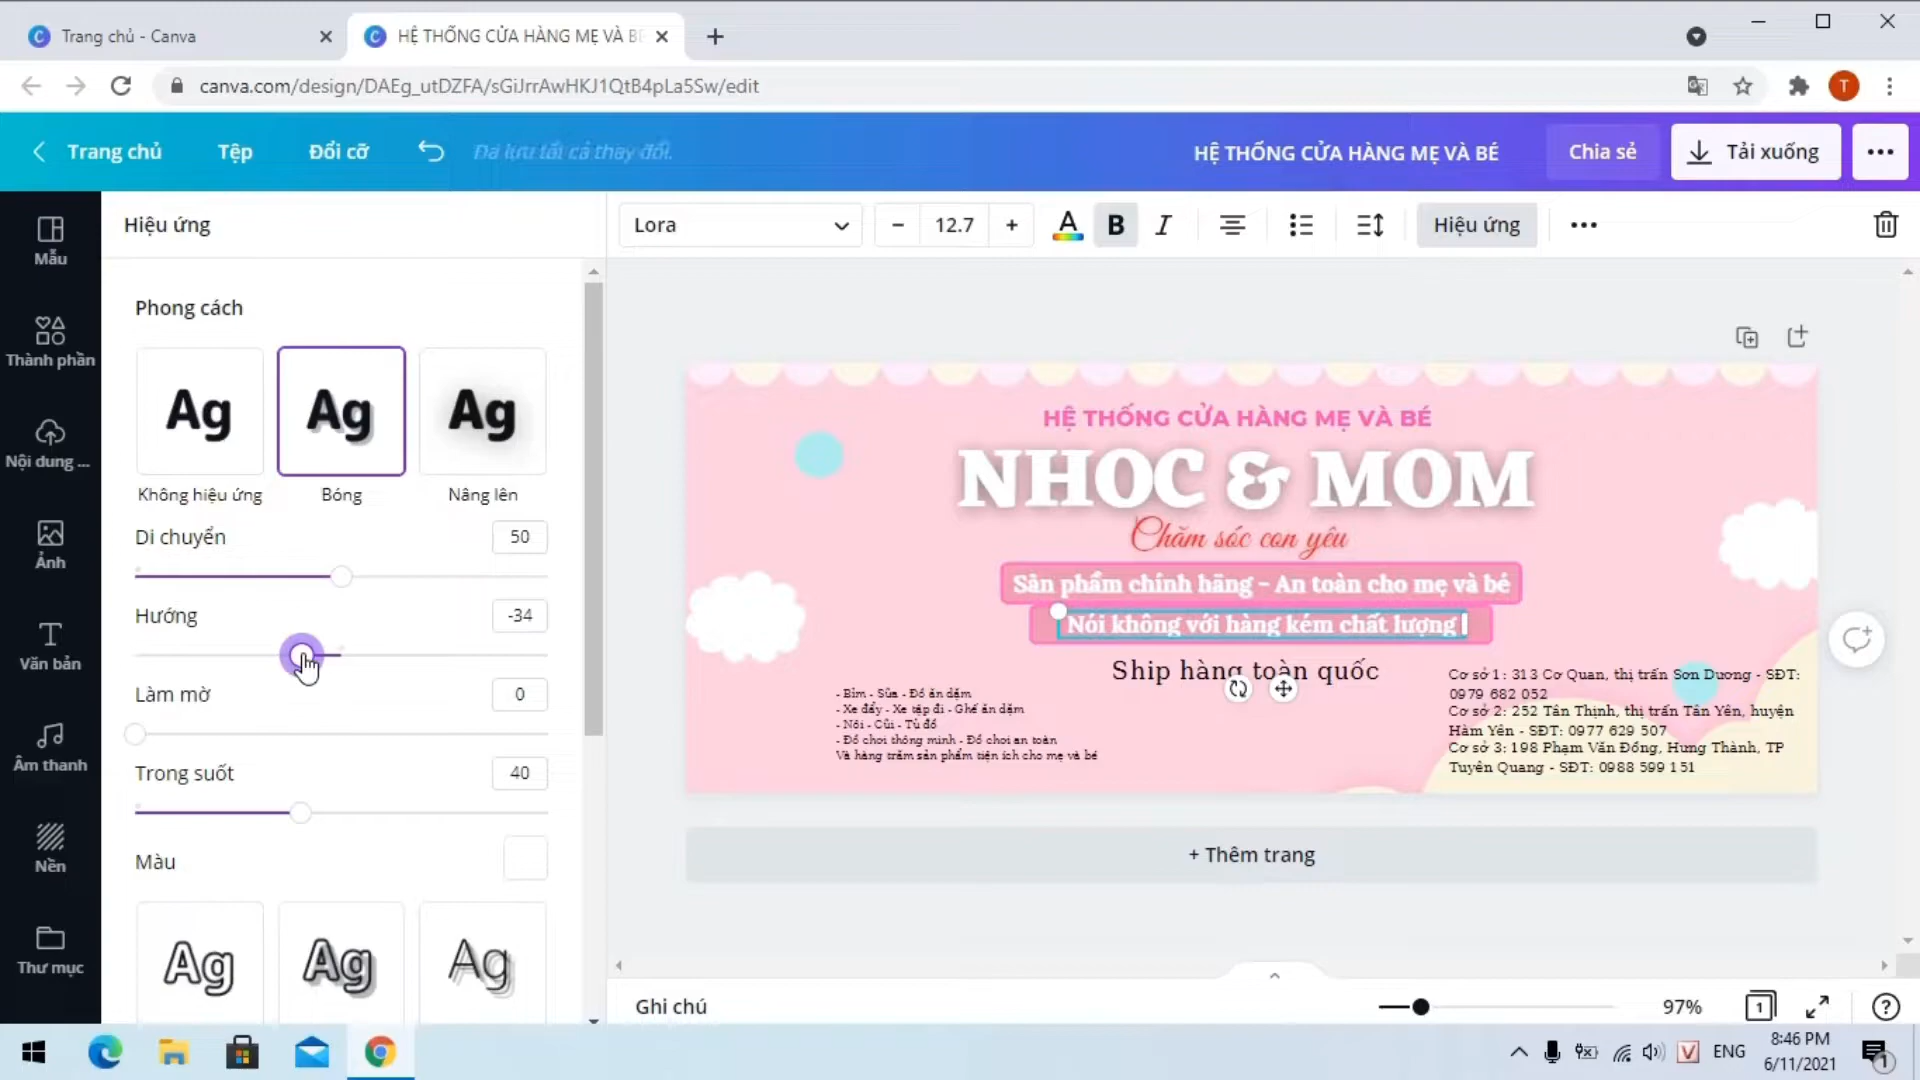 Trang chủ - Canva
HỆ THỐNG CỬA HÀNG MẸ VÀ BÉ
canva.com/design/DAEg_utDZFA/sGiJrrAwHKJ1QtB4pLa5Sw/edit
T
Trang chủ
Tệp
Đổi cỡ
Đã lưu tất cả thay đổi.
HỆ THỐNG CỬA HÀNG MẸ VÀ BÉ
Chia sẻ
Tải xuống
Hiệu ứng
Lora
12.7
A
B
I
Hiệu ứng
Mẫu
Thành phần
Nội dung ...
Ảnh
Văn bản
Âm thanh
Nền
Thư mục
Phong cách
Ag
Ag
Ag
Không hiệu ứng
Bóng
Nâng lên
Di chuyển
50
Hướng
-34
Làm mờ
0
Trong suốt
40
Màu
Ag
Ag
Ag
HỆ THỐNG CỬA HÀNG MẸ VÀ BÉ
NHOC & MOM
Chăm sóc con yêu
Sản phẩm chính hãng - An toàn cho mẹ và bé
Nói không với hàng kém chất lượng
Ship hàng toàn quốc
- Bỉm - Sữa - Đồ ăn dặm
- Xe đẩy - Xe tập đi - Ghế ăn dặm
- Nôi - Cũi - Tủ đồ
- Đồ chơi thông minh - Đồ chơi an toàn
Và hàng trăm sản phẩm tiện ích cho mẹ và bé
Cơ sở 1: 313 Cơ Quan, thị trấn Sơn Dương - SĐT:
0979 682 052
Cơ sở 2: 252 Tân Thịnh, thị trấn Tân Yên, huyện
Hàm Yên - SĐT: 0977 629 507
Cơ sở 3: 198 Phạm Văn Đồng, Hưng Thành, TP
Tuyên Quang - SĐT: 0988 599 151
+ Thêm trang
Ghi chú
97%
1
ENG
8:46 PM
6/11/2021
1